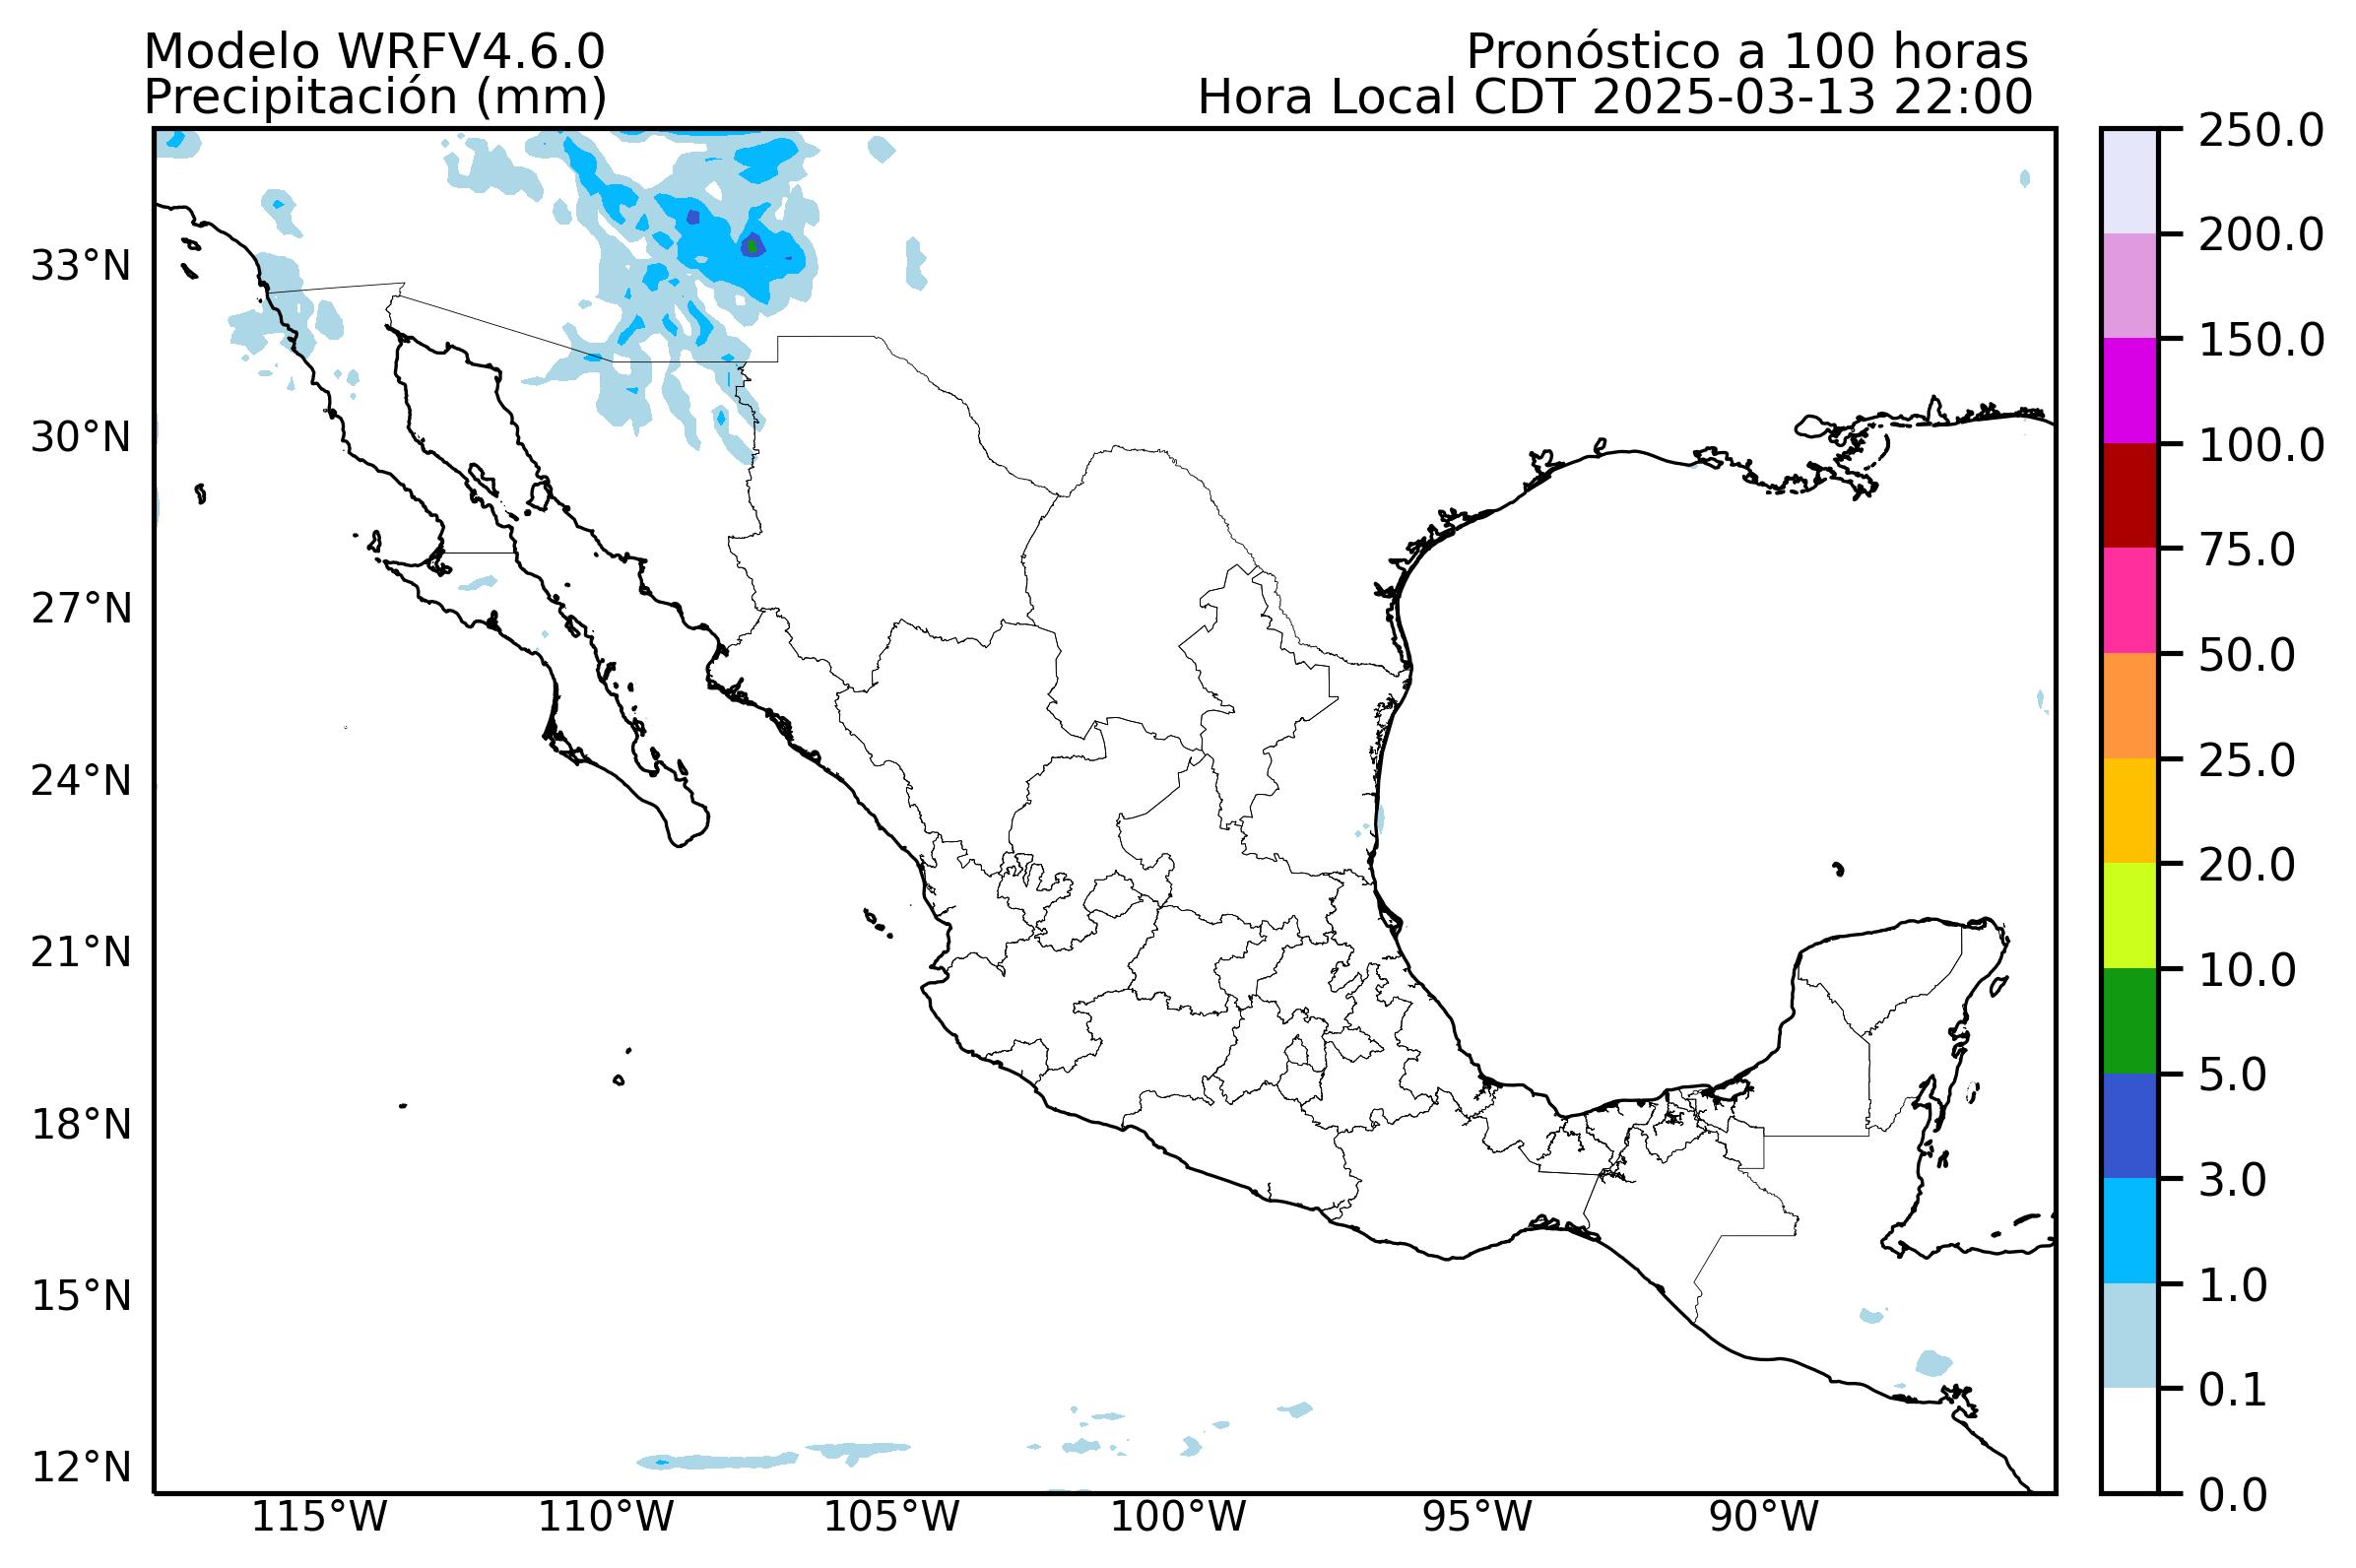 Modelo WRFV4.6.0
Precipitación (mm)
Pronóstico a 100 horas
Hora Local CDT 2025-03-13 22:00
33°N
30°N
27°N
24°N
21°N
18°N
15°N
12°N
115°W
110°W
105°W
100°W
95°W
90°W
250.0
200.0
150.0
100.0
75.0
50.0
25.0
20.0
10.0
5.0
3.0
1.0
0.1
0.0